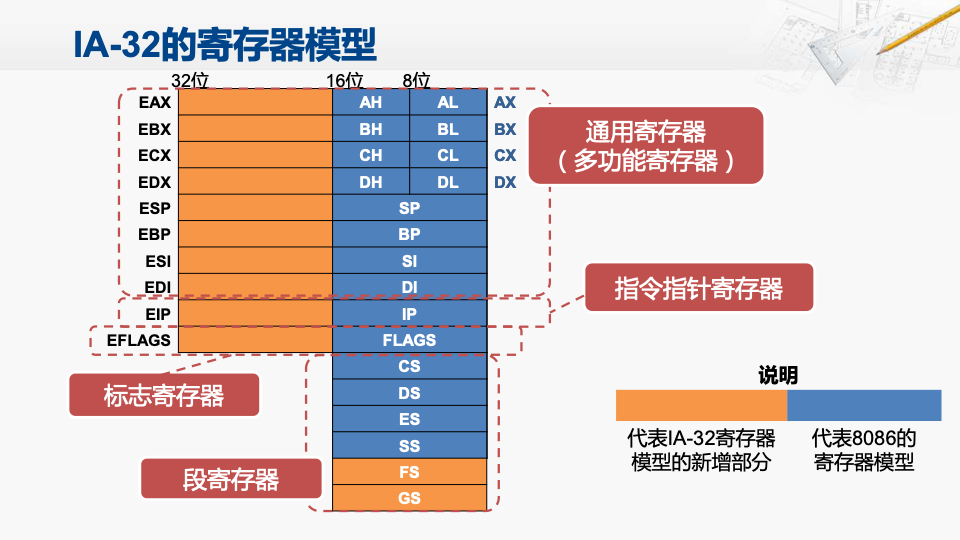 IA-32的寄存器模型
32位 16位 8位
EAX AH AL AX
EBX BH BL BX
ECX CH CL CX
EDX DH DL DX
ESP SP
EBP BP
ESI SI
EDI DI
EIP IP
EFLAGS FLAGS
CS
DS
ES
SS
FS
GS
通用寄存器
（多功能寄存器）
指令指针寄存器
标志寄存器
段寄存器
说明
代表IA-32寄存器
模型的新增部分
代表8086的
寄存器模型